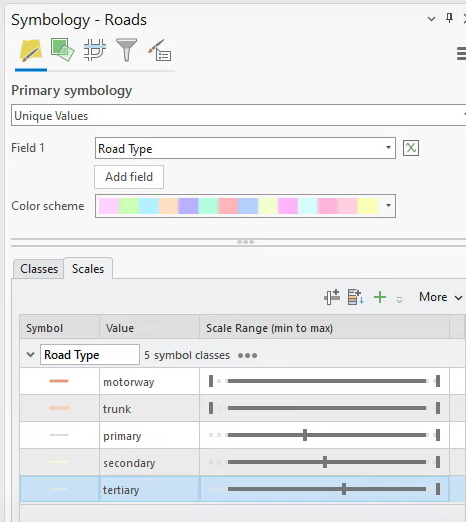 Symbology - Roads
Primary symbology
Unique Values
Field 1 Road Type
Add field
Color scheme
Classes Scales
More
Symbol Value Scale Range (min to max)
Road Type 5 symbol classes
motorway
trunk
primary
secondary
tertiary